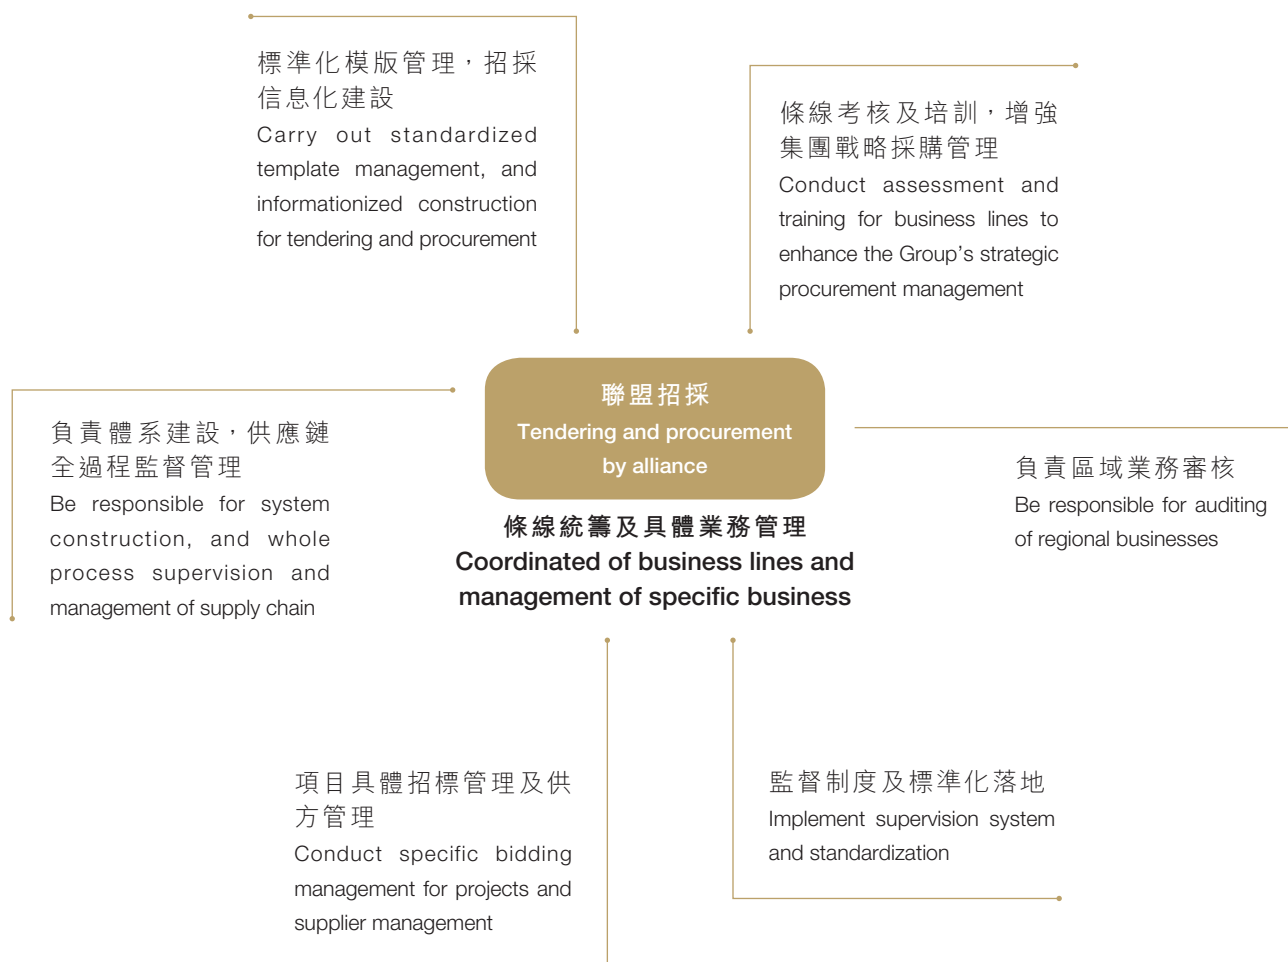 標準化模版管理，招採
信息化建設
Carry out standardized
template management, and
informationized construction
for tendering and procurement
條線考核及培訓，增強
集團戰略採購管理
Conduct assessment and
training for business lines to
enhance the Group’s strategic
procurement management
聯盟招採
Tendering and procurement
by alliance
條線統籌及具體業務管理
Coordinated of business lines and
management of specific business
負責體系建設，供應鏈
全過程監督管理
Be responsible for system
construction, and whole
process supervision and
management of supply chain
負責區域業務審核
Be responsible for auditing
of regional businesses
項目具體招標管理及供
方管理
Conduct specific bidding
management for projects and
supplier management
監督制度及標準化落地
Implement supervision system
and standardization